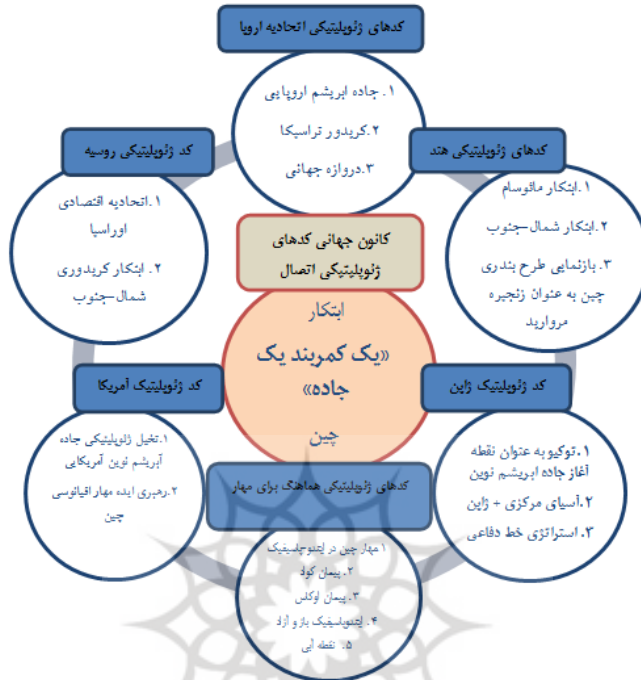 کدهای ژئوپلیتیکی اتحادیه اروپا
۱. جاده ابریشم اروپایی
۲. کریدور تراسیکا
۳. دروازه جهانی
کدهای ژئوپلیتیکی هند
۱. ابتکار مائوسام
۲. ابتکار شمال-جنوب
۳. بازنمایی طرح بندری
چین به عنوان زنجیره
مروارید
کد ژئوپلیتیکی روسیه
۱. اتحادیه اقتصادی
اوراسیا
۲. ابتکار کریدوری
شمال-جنوب
کانون جهانی کدهای
ژئوپلیتیکی اتصال
ابتکار
«یک کمربند یک
جاده»
چین
کد ژئوپلیتیک ژاپن
۱. توکیو به عنوان نقطه
آغاز جاده ابریشم نوین
۲. آسیای مرکزی + ژاپن
۳. استراتژی خط دفاعی
کد ژئوپلیتیک آمریکا
۱. تخیل ژئوپلیتیکی جاده
آبریشم نوین آمریکایی
۲. رهبری ایده مهار اقیانوسی
چین
کدهای ژئوپلیتیکی هماهنگ برای مهار
۱ مهار چین در ایندوپاسیفیک
۲. پیمان کواد
۳. پیمان اوکاس
۴. ایندوپاسیفیک باز و آزاد
۵. نقطه آبی